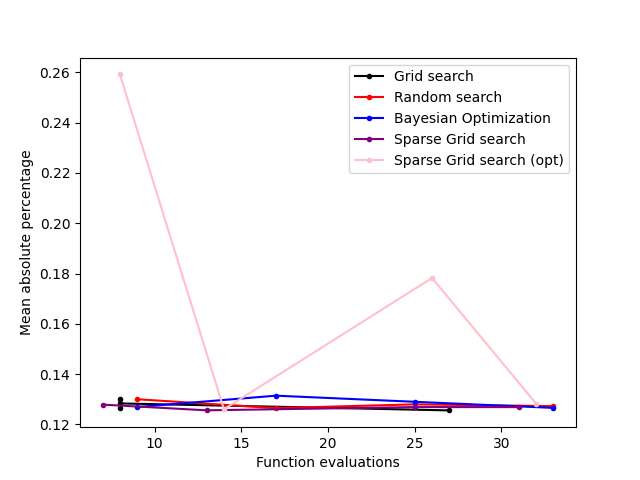 Grid search
Random search
Bayesian Optimization
Sparse Grid search
Sparse Grid search (opt)
0.26
0.24
0.22
0.20
0.18
0.16
0.14
0.12
Mean absolute percentage
10 15 20 25 30
Function evaluations